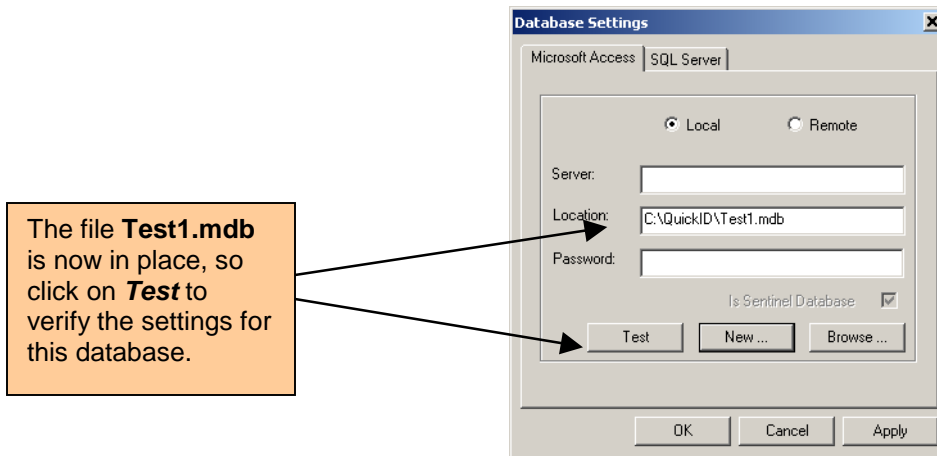 Database Settings
Microsoft Access
SQL Server
Local
Remote
Server:
Location:
C:\QuickID\Test1.mdb
Password:
Is Sentinel Database
Test
New ...
Browse ...
OK
Cancel
Apply
The file Test1.mdb
is now in place, so
click on Test to
verify the settings for
this database.